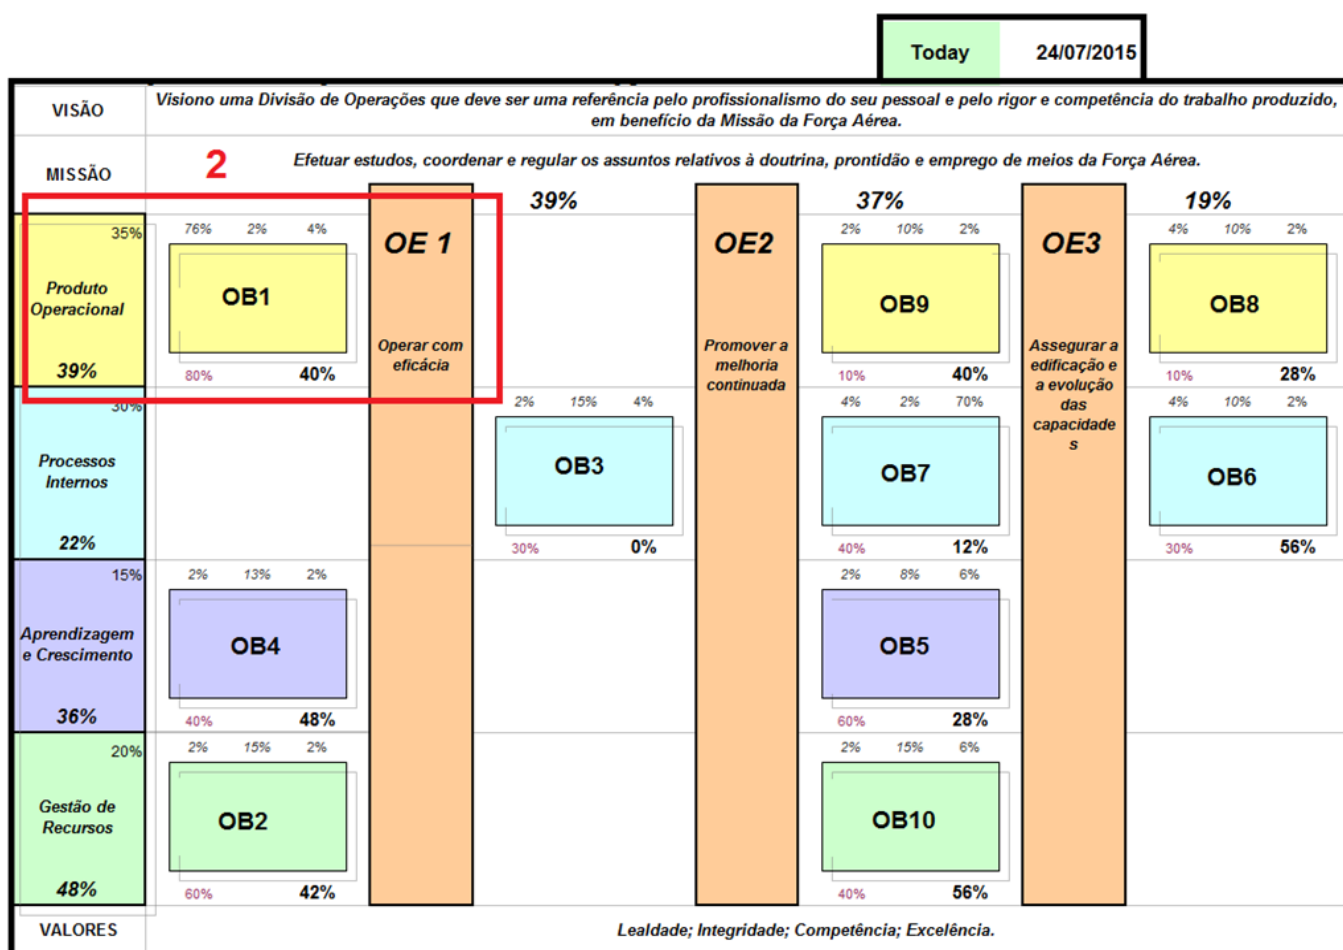 Today 24/07/2015
VISÃO
Visiono uma Divisão de Operações que deve ser uma referência pelo profissionalismo do seu pessoal e pelo rigor e competência do trabalho produzido,
em benefício da Missão da Força Aérea.
MISSÃO
2
Efetuar estudos, coordenar e regular os assuntos relativos à doutrina, prontidão e emprego de meios da Força Aérea.
39% 37% 19%
35%
Produto
Operacional
39%
76% 2% 4%
OB1
80% 40%
OE 1
Operar com
eficácia
OE2
Promover a
melhoria
continuada
2% 10% 2%
OB9
10% 40%
OE3
Assegurar a
edificação e
a evolução
das
capacidade
s
4% 10% 2%
OB8
10% 28%
30%
Processos
Internos
22%
2% 15% 4%
OB3
30% 0%
4% 2% 70%
OB7
40% 12%
4% 10% 2%
OB6
30% 56%
15%
Aprendizagem
e Crescimento
36%
2% 13% 2%
OB4
40% 48%
2% 8% 6%
OB5
60% 28%
20%
Gestão de
Recursos
48%
2% 15% 2%
OB2
60% 42%
2% 15% 6%
OB10
40% 56%
VALORES
Lealdade; Integridade; Competência; Excelência.